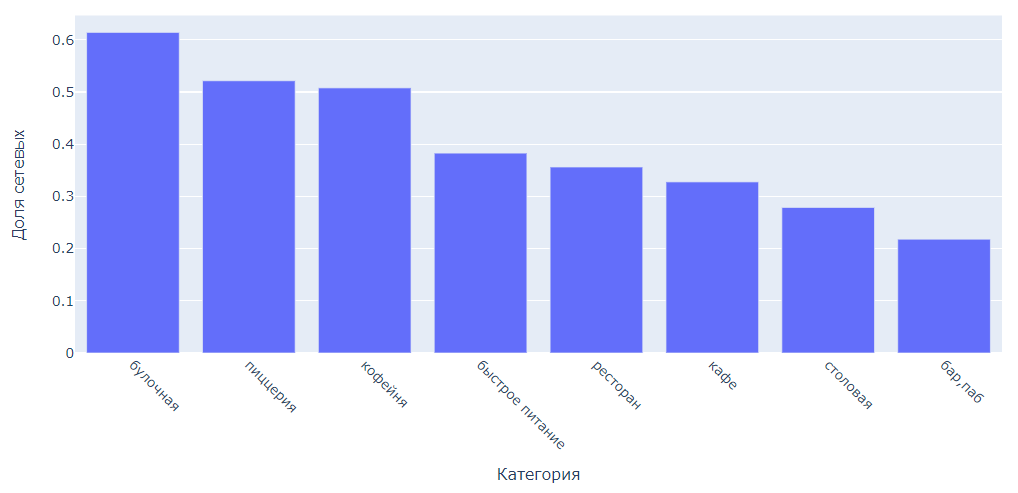 Доля сетевых
0.6
0.5
0.4
0.3
0.2
0.1
0
булочная
пиццерия
кофейня
быстрое питание
ресторан
кафе
столовая
бар,паб
Категория